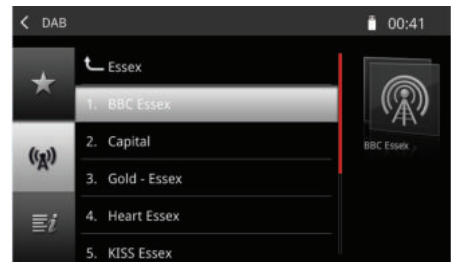 DAB
00:41
Essex
1. BBC Essex
2. Capital
3. Gold - Essex
4. Heart Essex
5. KISS Essex
BBC Essex